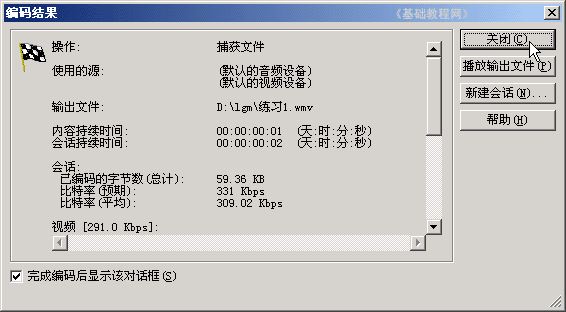 编码结果
《基础教程网》
操作: 捕获文件
使用的源: (默认的音频设备)
(默认的视频设备)
输出文件: D:\lgm\练习1.wmv
内容持续时间: 00:00:00:01 (天:时:分:秒)
会话持续时间: 00:00:00:02 (天:时:分:秒)
会话:
已编码的字节数(总计): 59.36 KB
比特率(预期): 331 Kbps
比特率(平均): 309.02 Kbps
视频 [291.0 Kbps]:
关闭(C)
播放输出文件(P)
新建会话(N)...
帮助(H)
完成编码后显示该对话框(S)